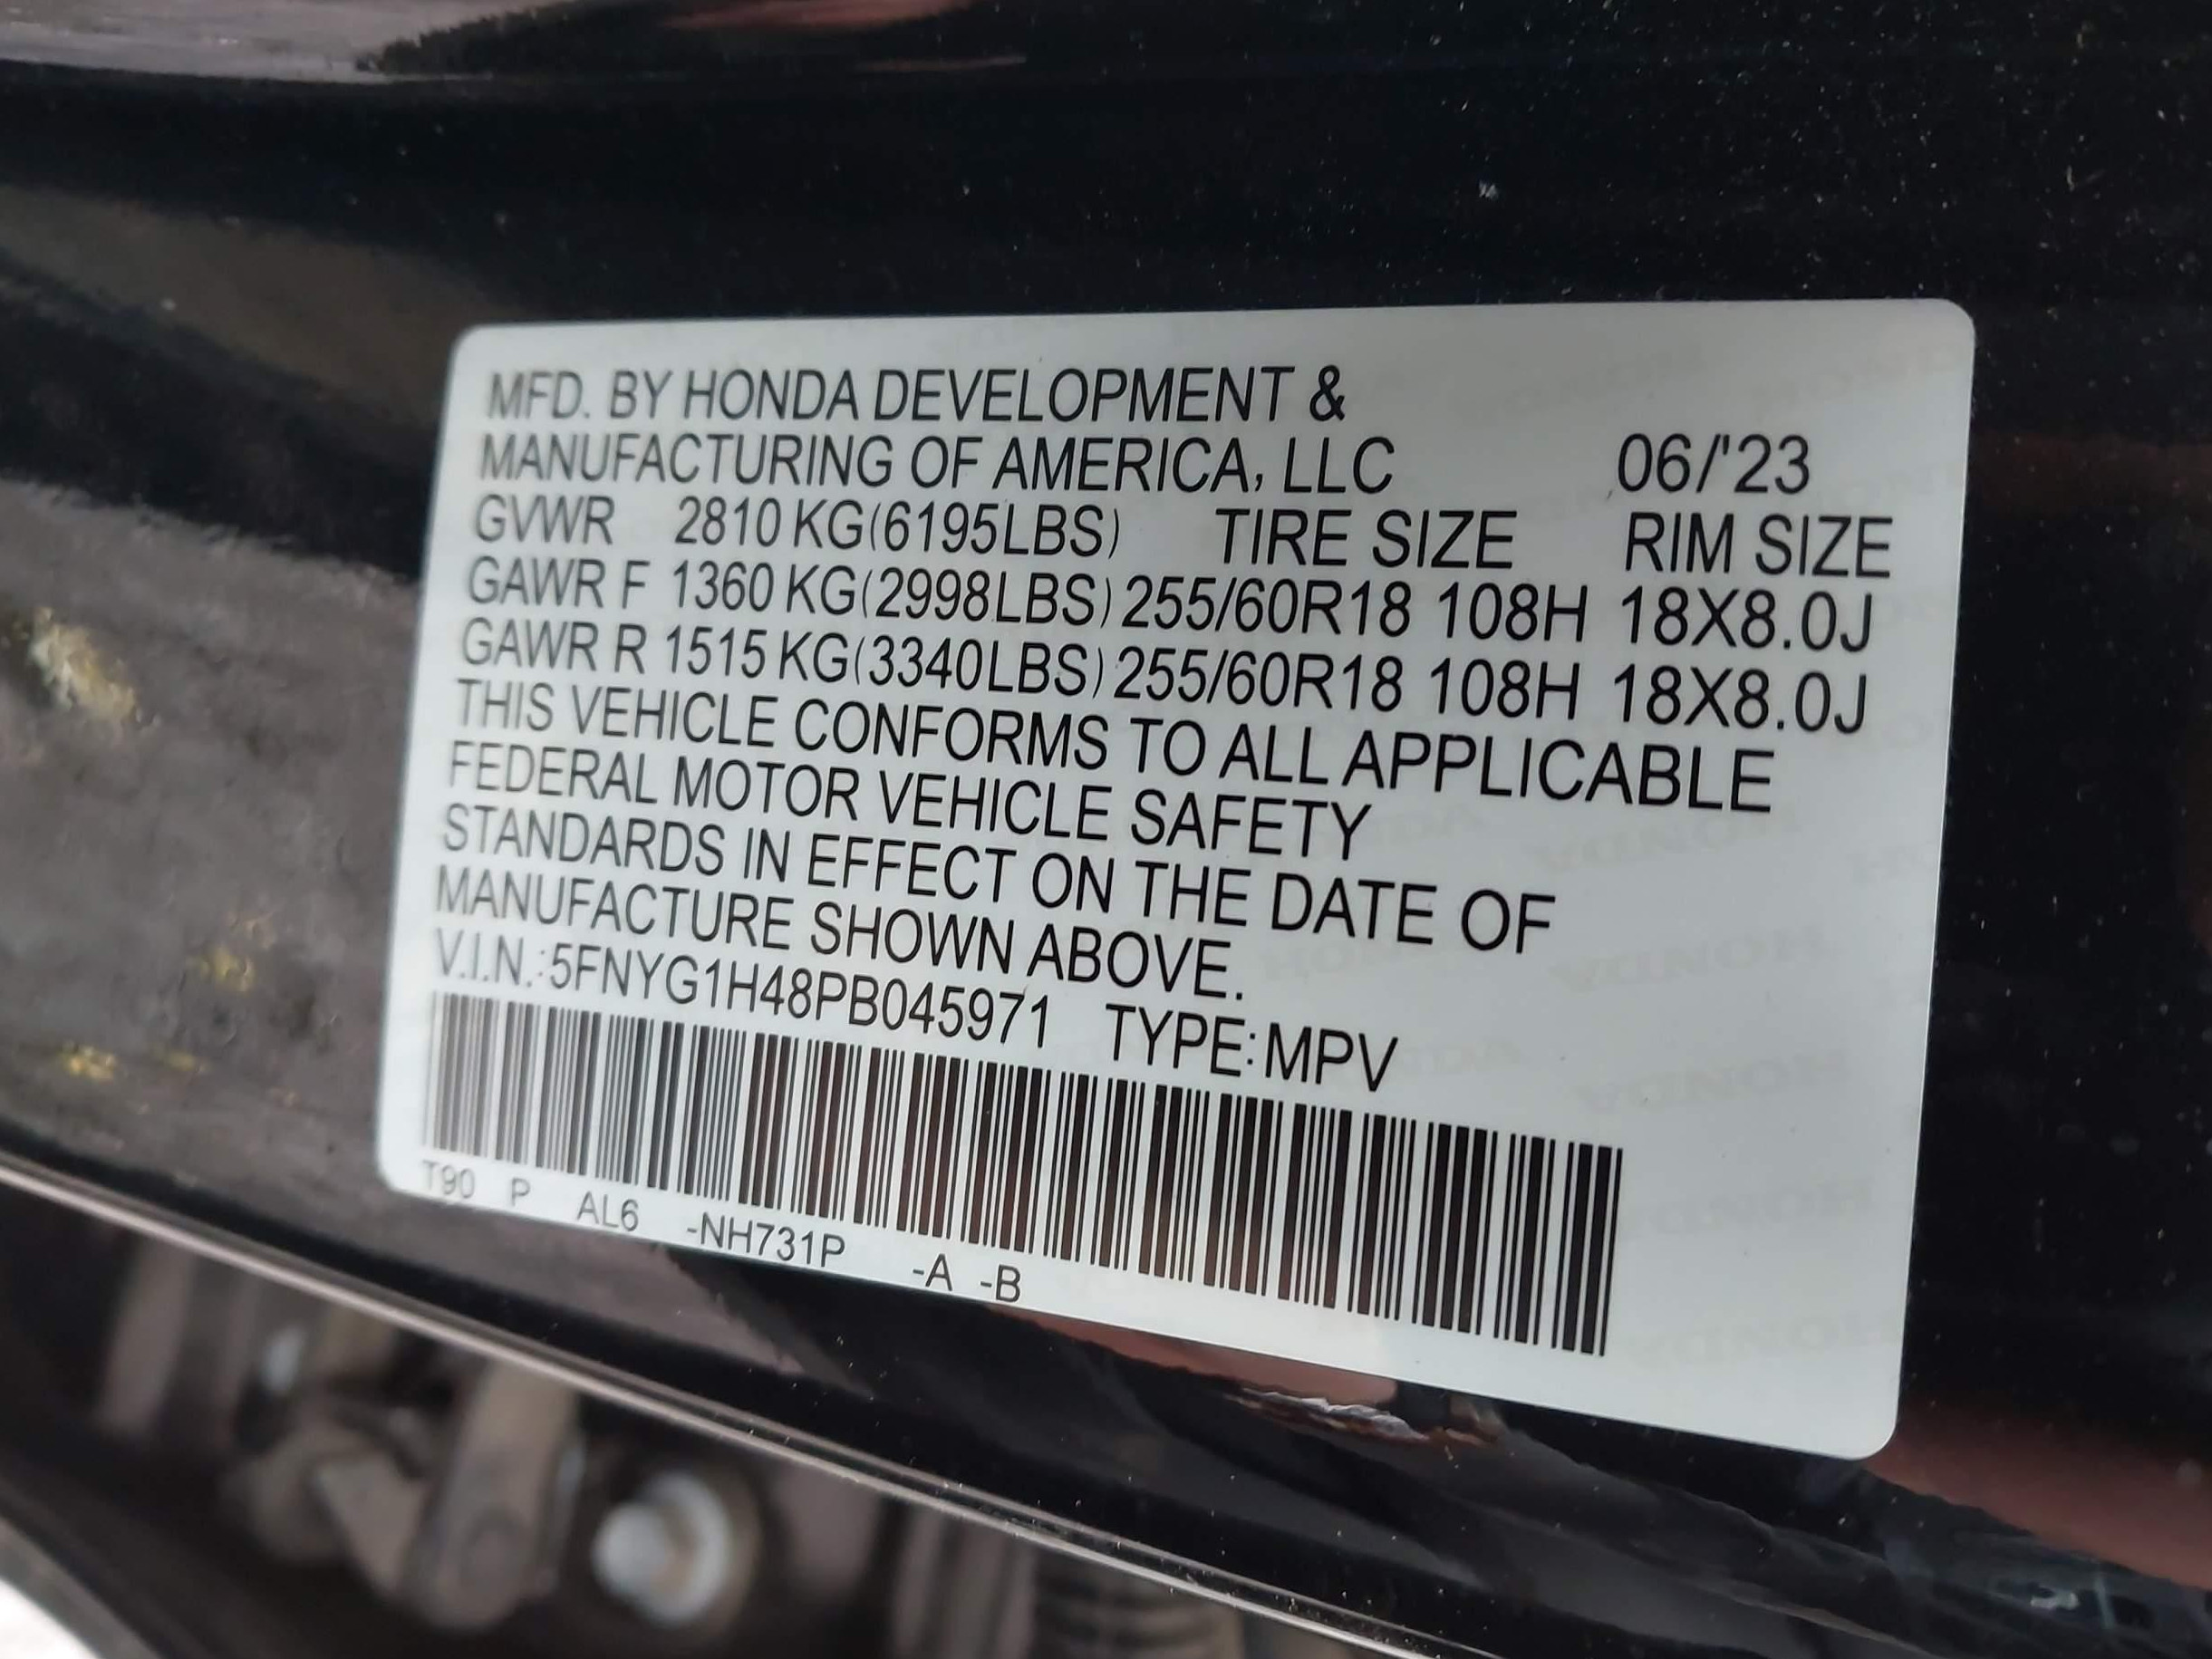 MFD. BY HONDA DEVELOPMENT &
MANUFACTURING OF AMERICA, LLC 06/'23
GVWR 2810 KG(6195LBS) TIRE SIZE RIM SIZE
GAWR F 1360 KG(2998LBS) 255/60R18 108H 18X8.0J
GAWR R 1515 KG(3340LBS) 255/60R18 108H 18X8.0J
THIS VEHICLE CONFORMS TO ALL APPLICABLE
FEDERAL MOTOR VEHICLE SAFETY
STANDARDS IN EFFECT ON THE DATE OF
MANUFACTURE SHOWN ABOVE.
V.I.N.:5FNYG1H48PB045971 TYPE:MPV
T90 P AL6 -NH731P -A -B